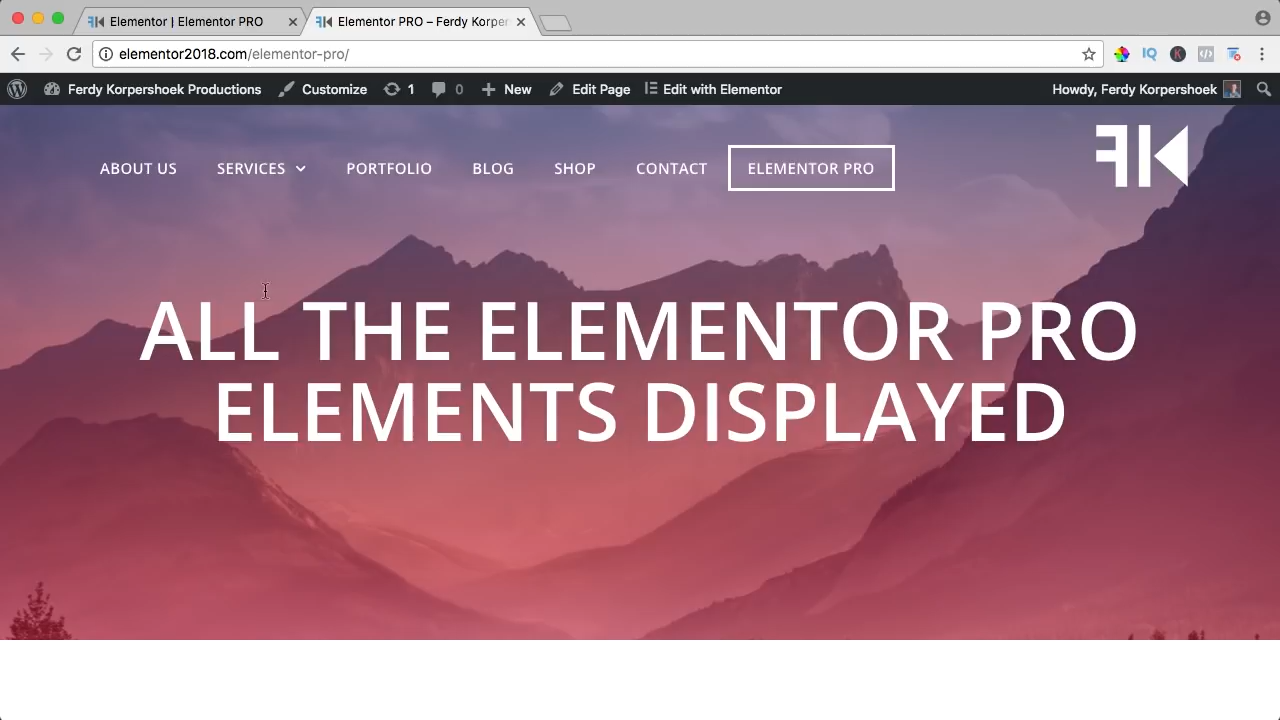 Elementor | Elementor PRO
Elementor PRO – Ferdy Korper
elementor2018.com/elementor-pro/
IQ
K
Ferdy Korpershoek Productions Customize 1 0 New Edit Page Edit with Elementor Howdy, Ferdy Korpershoek
ABOUT US SERVICES PORTFOLIO BLOG SHOP CONTACT ELEMENTOR PRO
FK
ALL THE ELEMENTOR PRO
ELEMENTS DISPLAYED